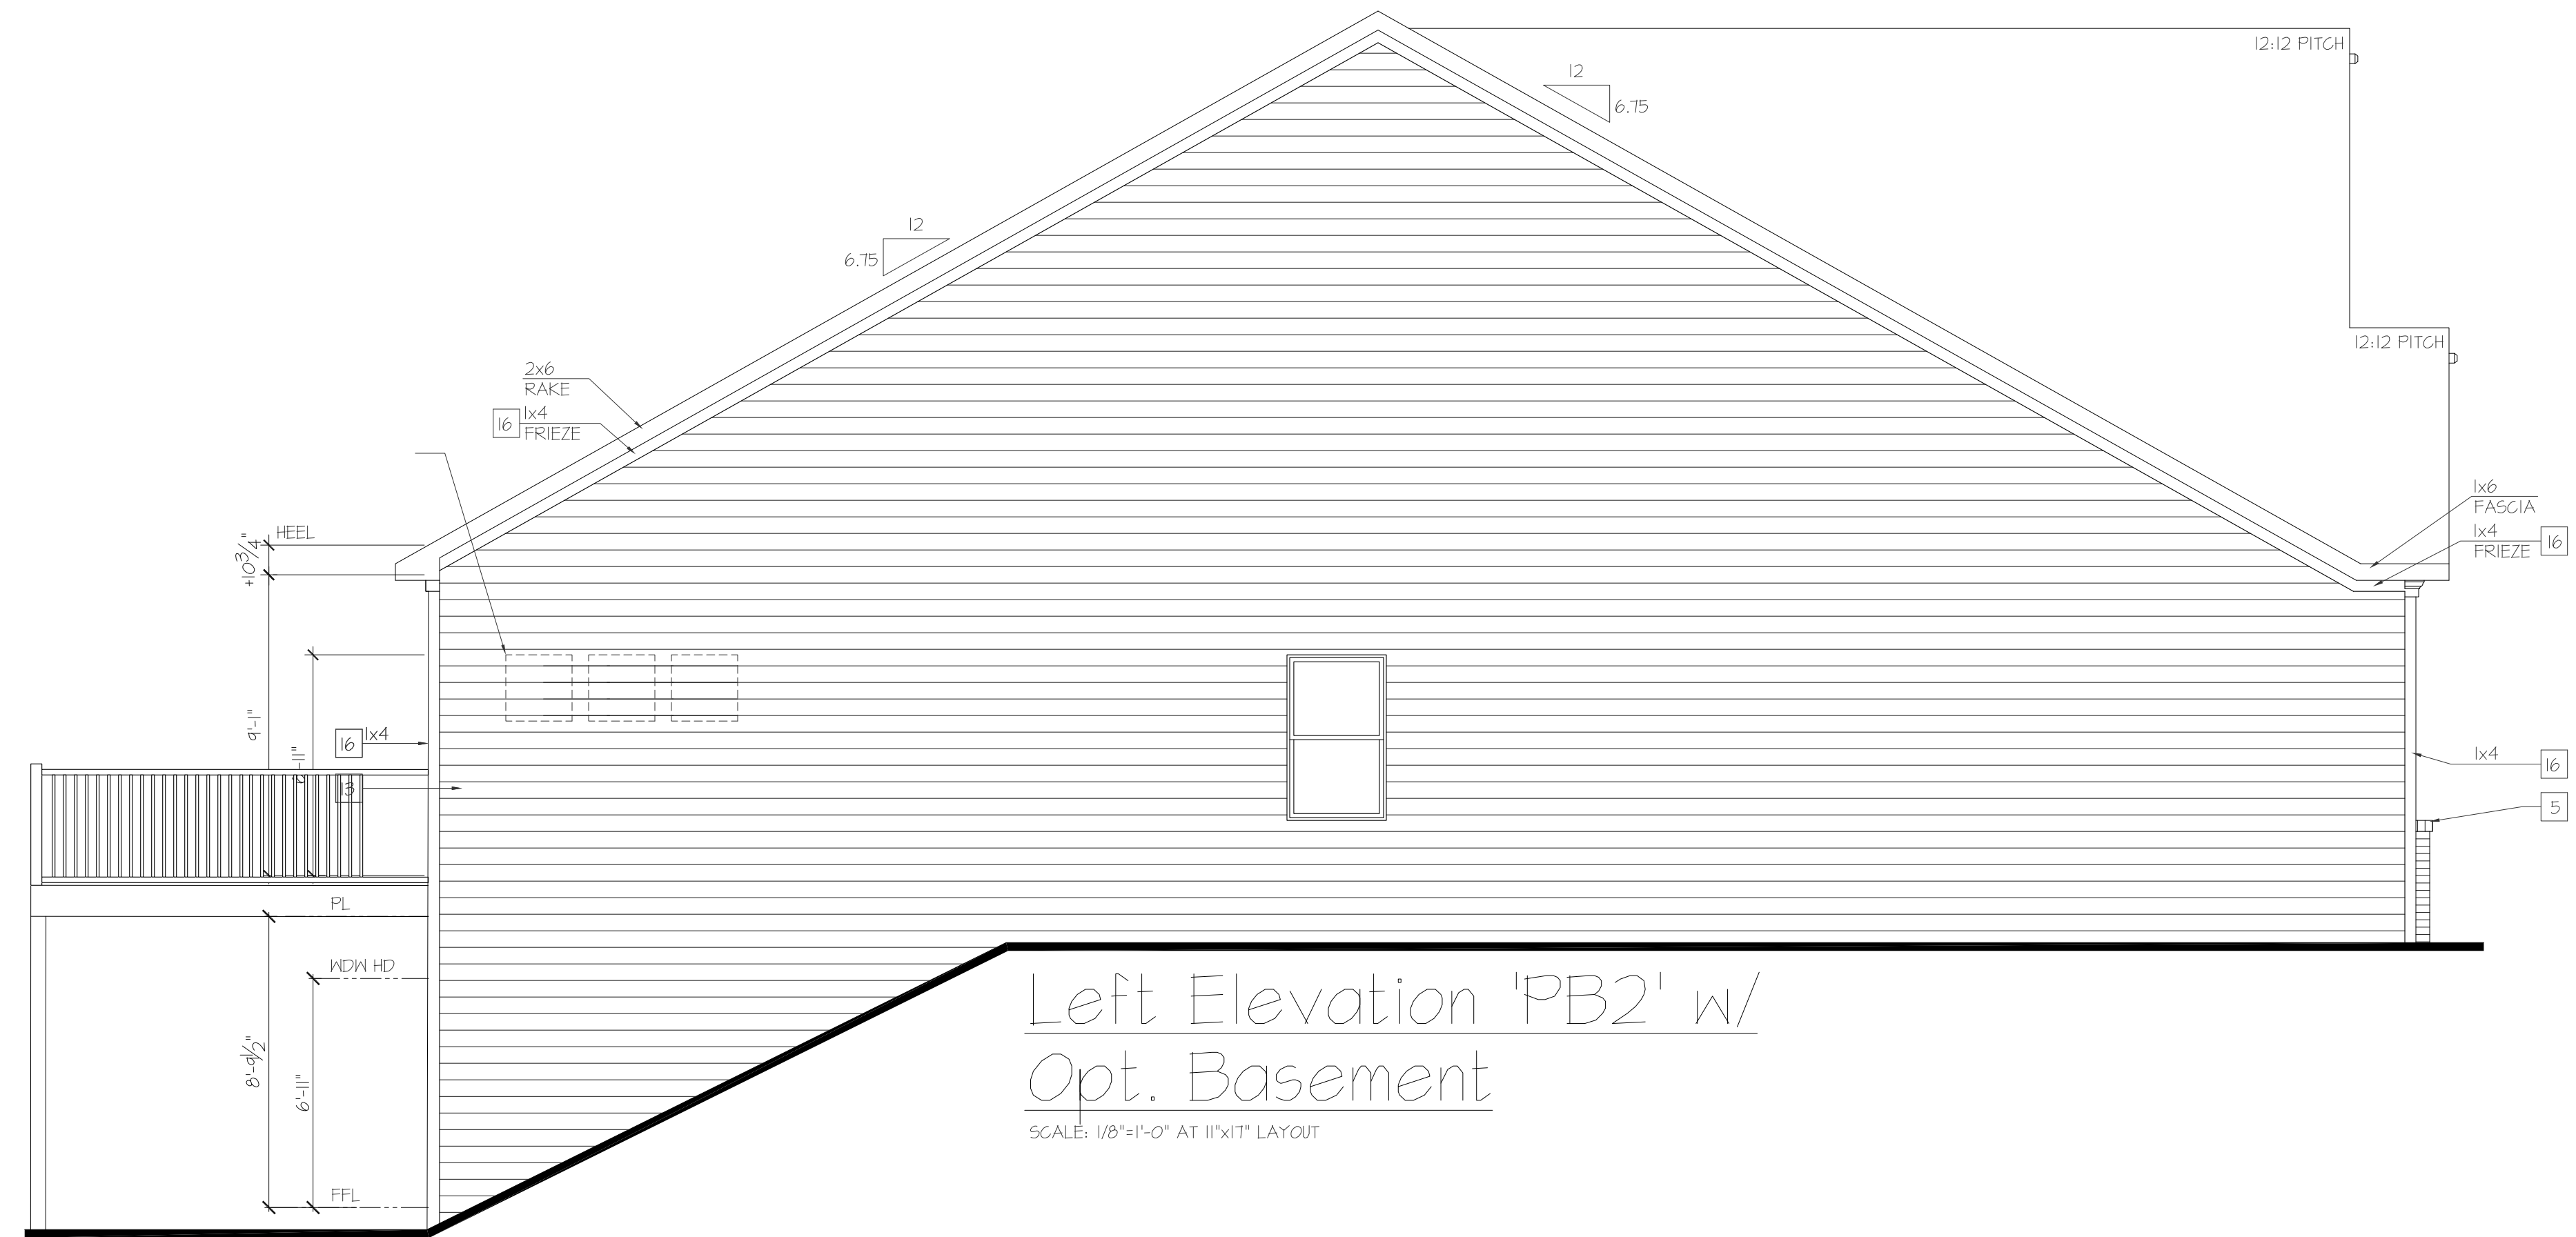 12:12 PITCH
12
6.75
12
6.75
12:12 PITCH
2x6
RAKE
16
1x4
FRIEZE
1x6
FASCIA
1x4
FRIEZE
16
HEEL
+10 3/4"
9'-1"
16
1x4
13
1x4
16
5
PL
WDW HD
8'-9 1/2"
6'-11"
FFL
Left Elevation 'PB2' w/
Opt. Basement
SCALE: 1/8"=1'-0" AT 11"x17" LAYOUT